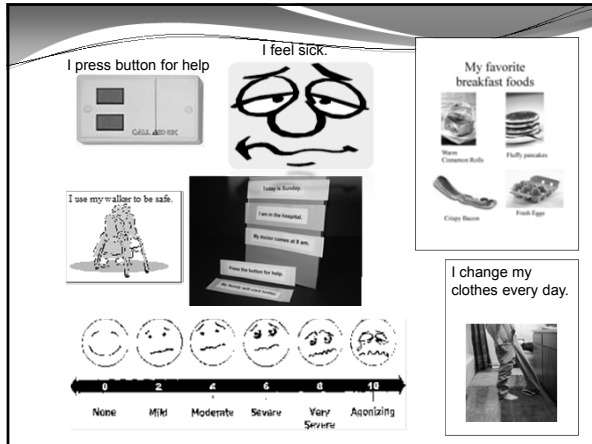 I press button for help
I feel sick.
My favorite
breakfast foods
Warm
Cinnamon Rolls
Fluffy pancakes
Crispy Bacon
Fresh Eggs
I use my walker to be safe.
Today is Sunday.
I am in the hospital.
My doctor comes at 8 am.
Press the button for help.
I change my
clothes every day.
0 2 4 6 8 10
None Mild Moderate Severe Very Severe Agonizing